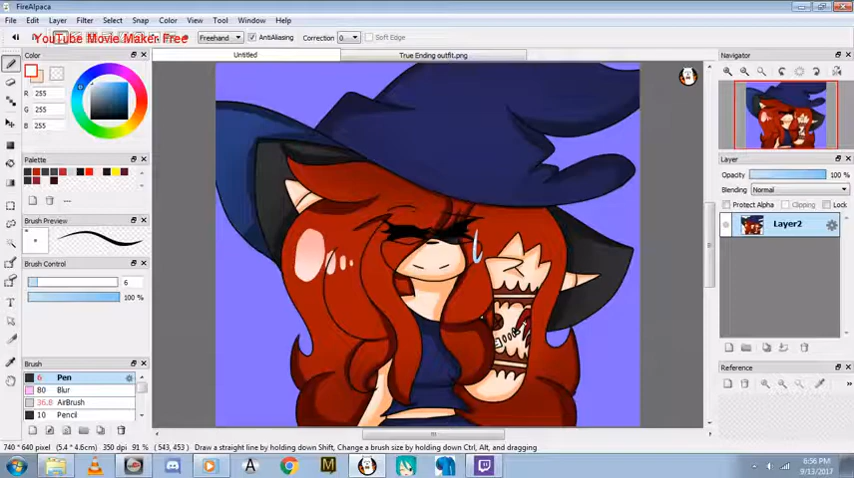 FireAlpaca
File Edit Layer Filter Select Snap Color View Tool Window Help
YouTube Movie Maker Free
Freehand AntiAliasing Correction 0 Soft Edge
Color
Untitled
True Ending outfit.png
Navigator
R 255
G 255
B 255
Palette
---
Layer
Opacity 100 %
Blending Normal
Protect Alpha Clipping Lock
Brush Preview
Layer2
Brush Control
6
100 %
Brush
6 Pen
80 Blur
36.0 AirBrush
10 Pencil
Reference
740 * 640 pixel (5.4 * 4.6cm) 350 dpi 91 % ( 543, 453 ) Draw a straight line by holding down Shift, Change a brush size by holding down Ctrl, Alt, and dragging
6:56 PM
9/13/2017